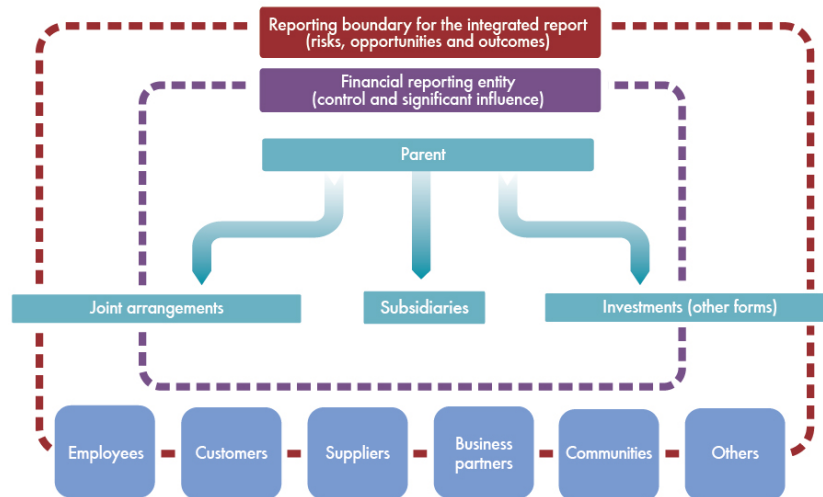 Reporting boundary for the integrated report
(risks, opportunities and outcomes)
Financial reporting entity
(control and significant influence)
Parent
Joint arrangements
Subsidiaries
Investments (other forms)
Employees
Customers
Suppliers
Business
partners
Communities
Others